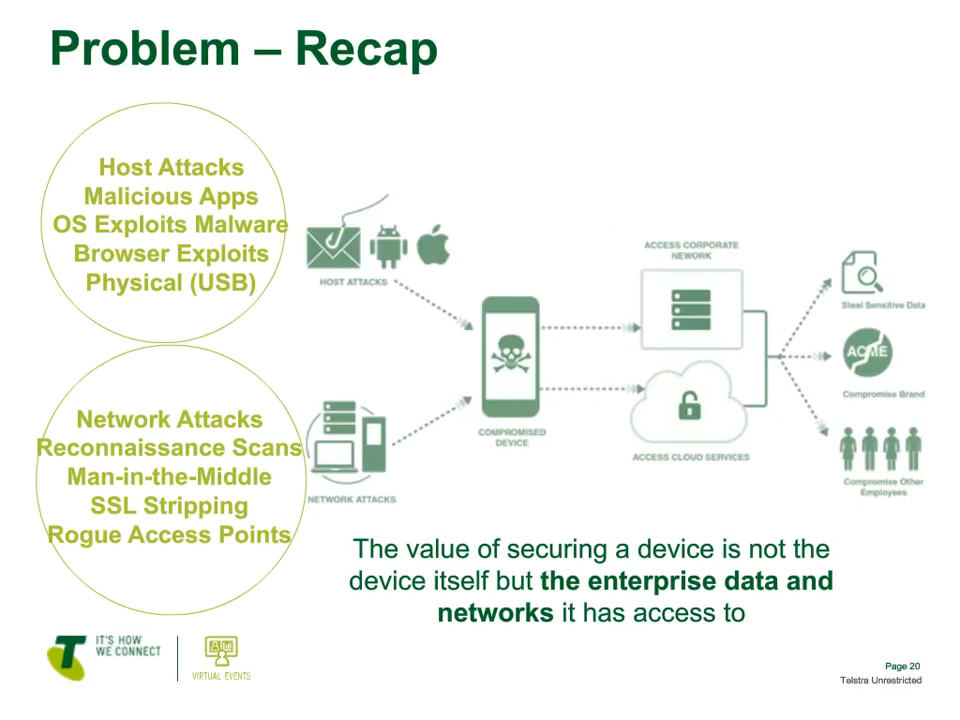 Problem – Recap
Host Attacks
Malicious Apps
OS Exploits Malware
Browser Exploits
Physical (USB)
Network Attacks
Reconnaissance Scans
Man-in-the-Middle
SSL Stripping
Rogue Access Points
HOST ATTACKS
NETWORK ATTACKS
COMPROMISED
DEVICE
ACCESS CORPORATE
NEWORK
ACCESS CLOUD SERVICES
Steal Sensitive Data
ACME
Compromise Brand
Compromise Other
Employees
The value of securing a device is not the
device itself but the enterprise data and
networks it has access to
T
IT'S HOW
WE CONNECT
VIRTUAL EVENTS
Page 20
Telstra Unrestricted